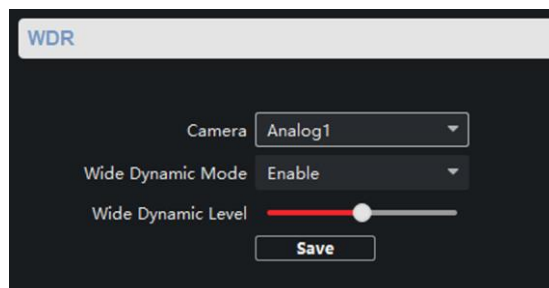 WDR
Camera Analog1
Wide Dynamic Mode Enable
Wide Dynamic Level
Save